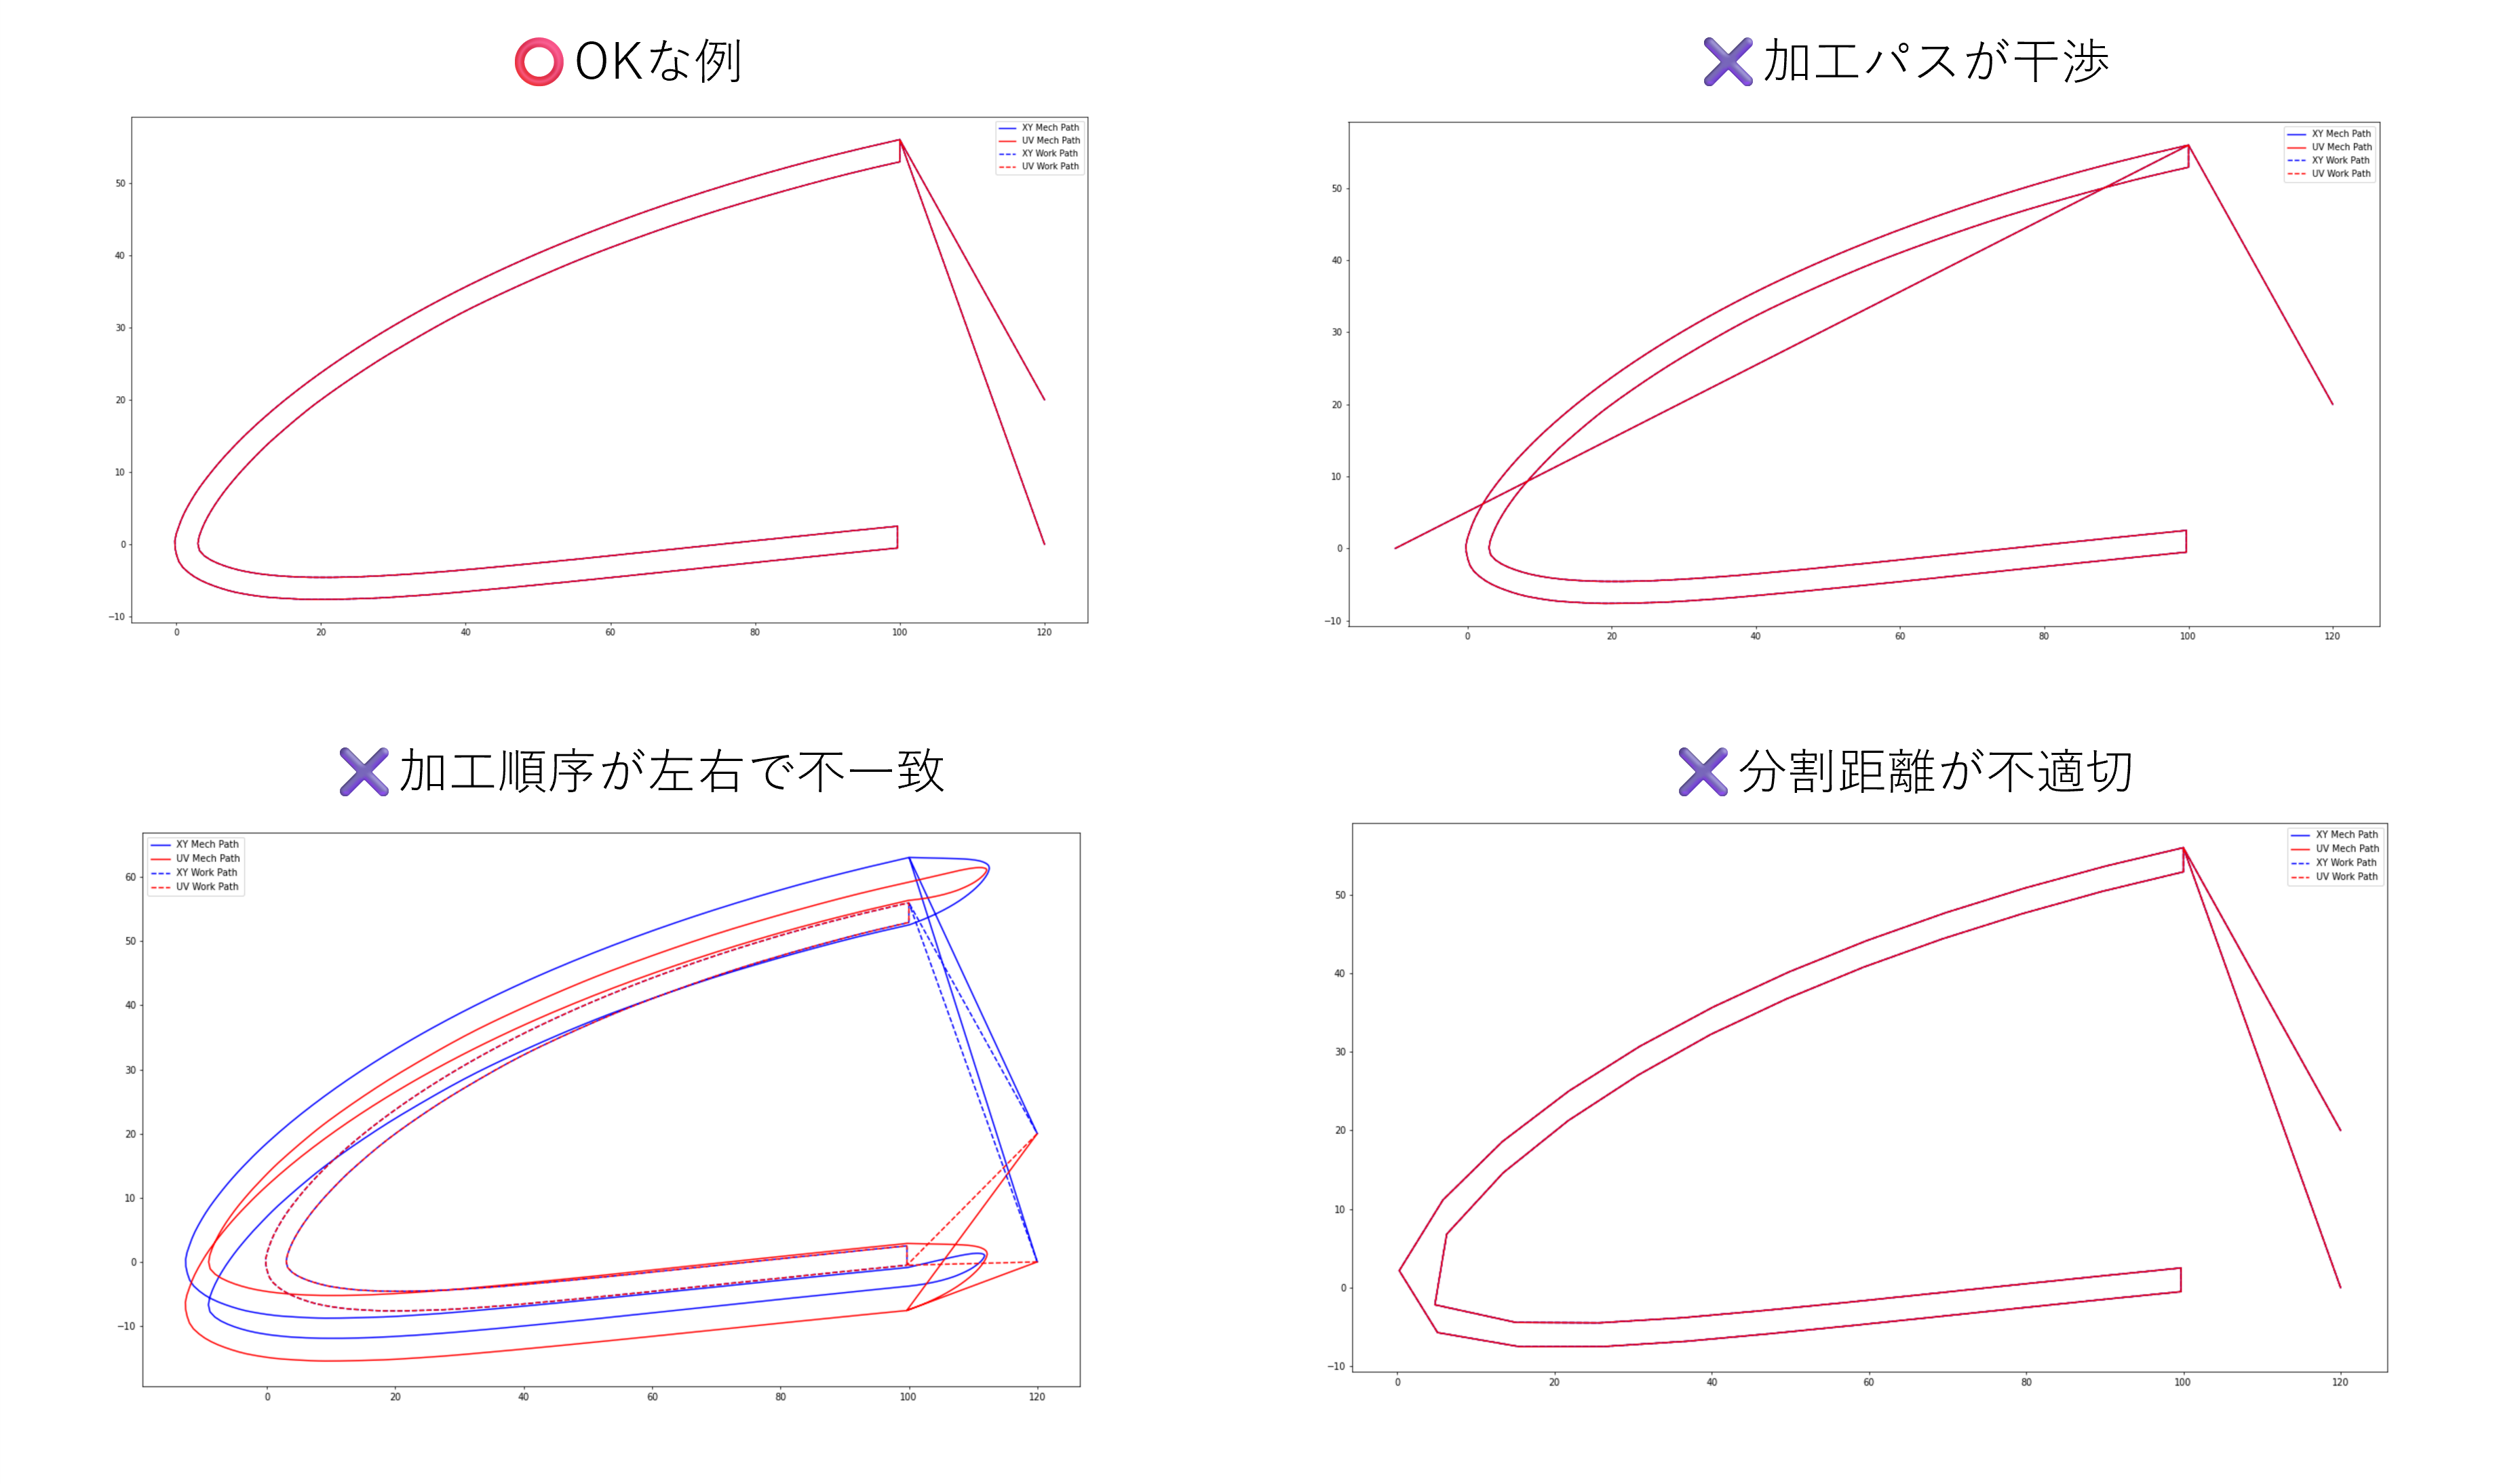 ⭕OKな例
XY Mech Path
UV Mech Path
XY Work Path
UV Work Path
50
40
30
20
10
0
−10
0 20 40 60 80 100 120
❌加工パスが干渉
XY Mech Path
UV Mech Path
XY Work Path
UV Work Path
50
40
30
20
10
0
−10
0 20 40 60 80 100 120
❌加工順序が左右で不一致
XY Mech Path
UV Mech Path
XY Work Path
UV Work Path
60
50
40
30
20
10
0
−10
0 20 40 60 80 100 120
❌分割距離が不適切
XY Mech Path
UV Mech Path
XY Work Path
UV Work Path
50
40
30
20
10
0
−10
0 20 40 60 80 100 120